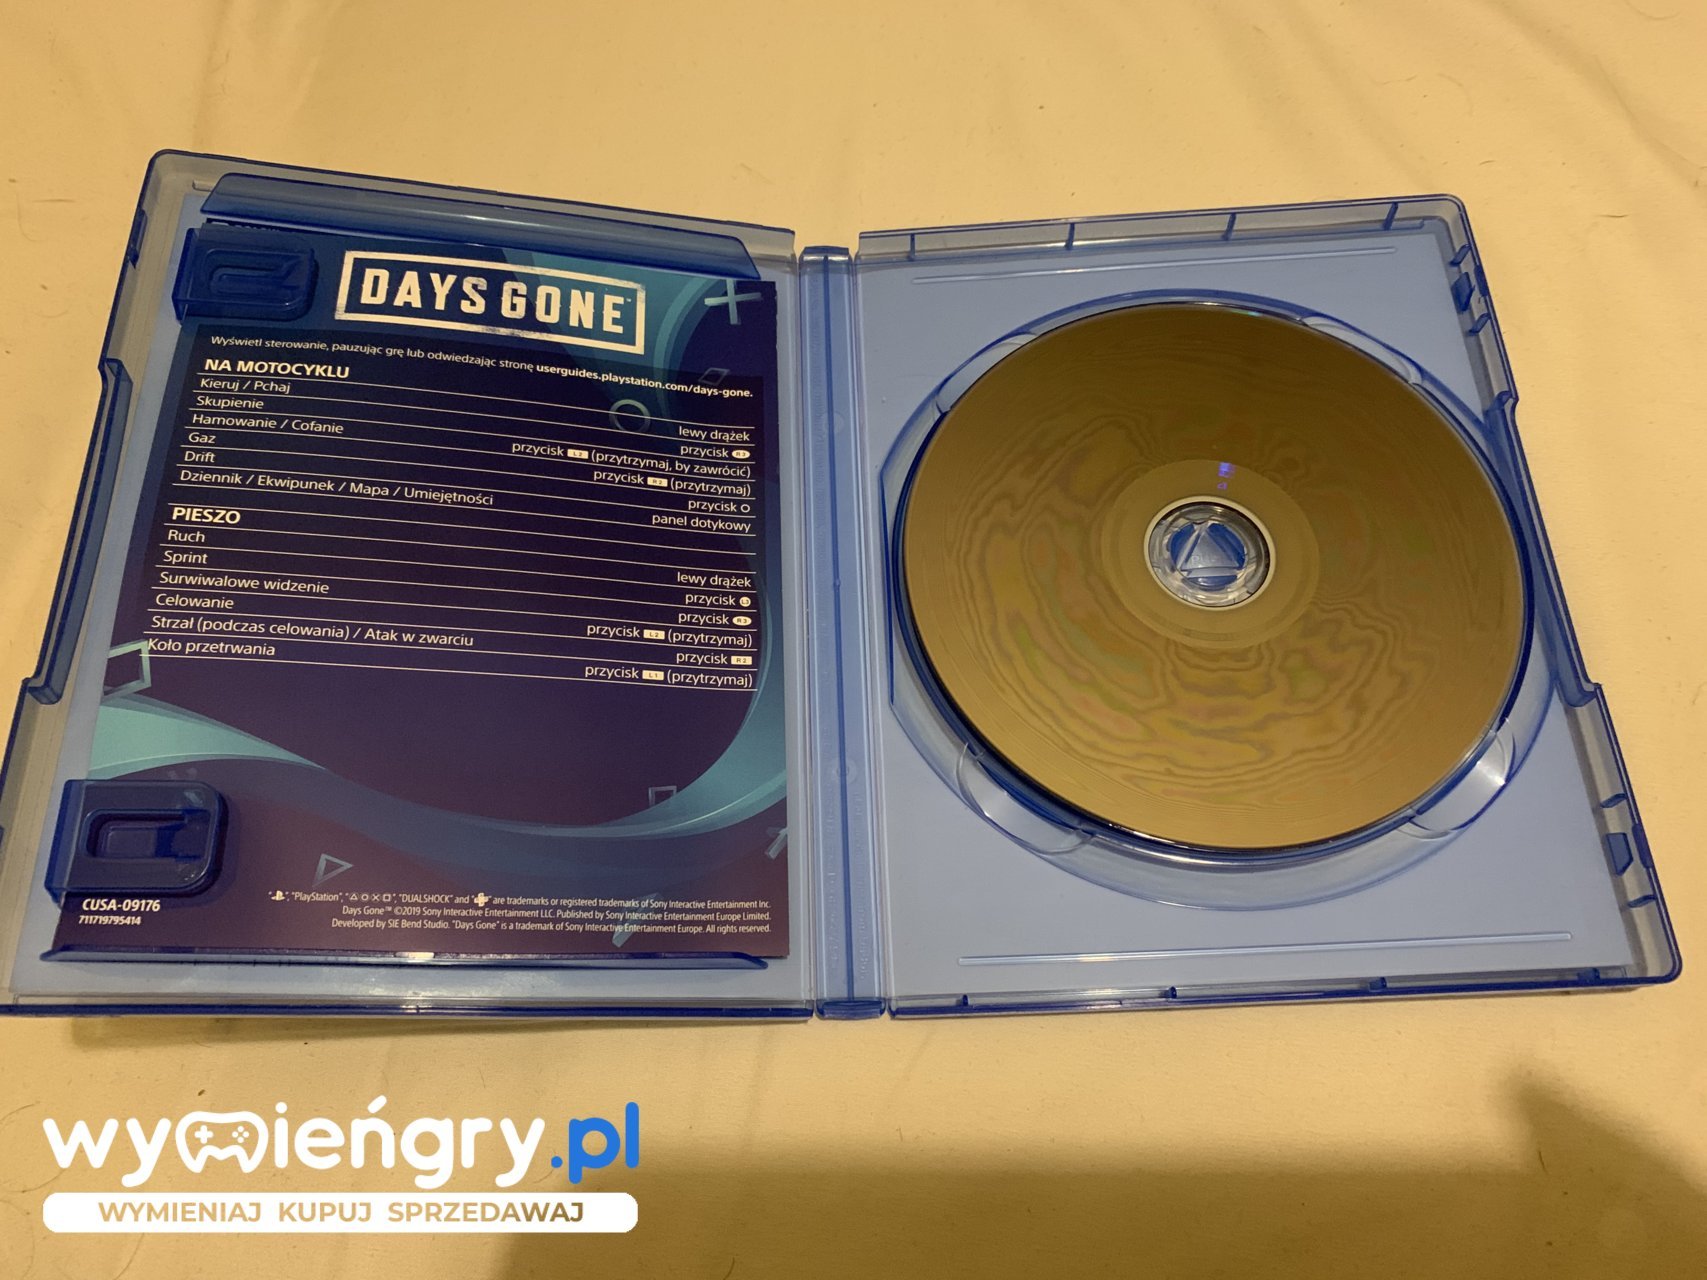 DAYS GONE™
Wyświetl sterowanie, pauzując grę lub odwiedzając stronę userguides.playstation.com/days-gone.
NA MOTOCYKLU
Kieruj / Pchaj lewy drążek
Skupienie przycisk R3
Hamowanie / Cofanie przycisk L2 (przytrzymaj, by zawrócić)
Gaz przycisk R2 (przytrzymaj)
Drift przycisk O
Dziennik / Ekwipunek / Mapa / Umiejętności panel dotykowy
PIESZO
Ruch lewy drążek
Sprint przycisk L3
Surwiwalowe widzenie przycisk R3
Celowanie przycisk L2 (przytrzymaj)
Strzał (podczas celowania) / Atak w zwarciu przycisk R2
Koło przetrwania przycisk L1 (przytrzymaj)
CUSA-09176
711719795414
" ", "PlayStation", "△○✕□", "DUALSHOCK" and " " are trademarks or registered trademarks of Sony Interactive Entertainment Inc.
Days Gone™ ©2019 Sony Interactive Entertainment LLC. Published by Sony Interactive Entertainment Europe Limited.
Developed by SIE Bend Studio. "Days Gone" is a trademark of Sony Interactive Entertainment Europe. All rights reserved.
wymieńgry.pl
WYMIENIAJ KUPUJ SPRZEDAWAJ